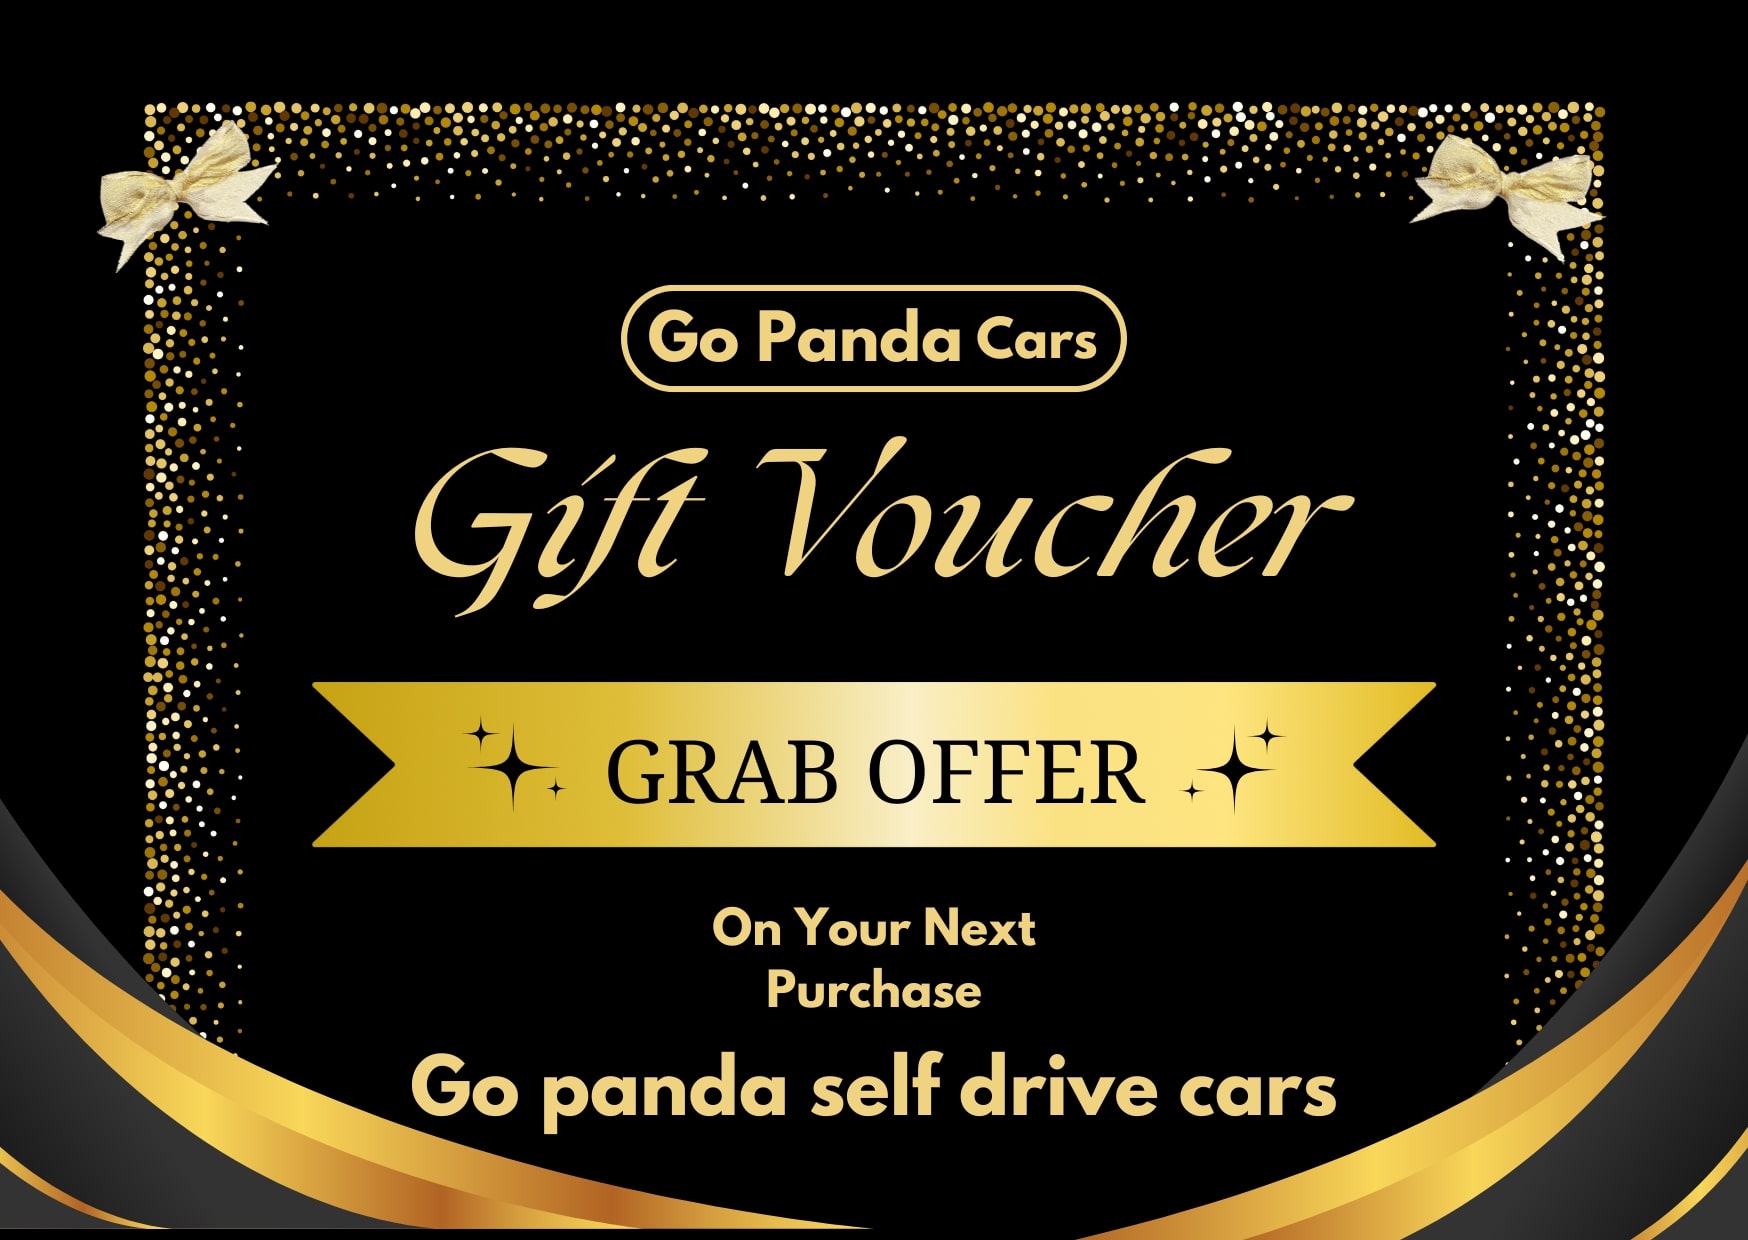 Go Panda Cars
Gift Voucher
GRAB OFFER
On Your Next
Purchase
Go panda self drive cars